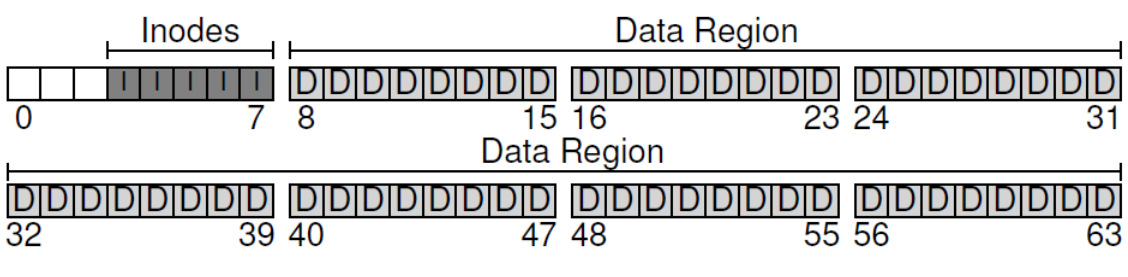 Inodes Data Region
I I I I I D D D D D D D D D D D D D D D D D D D D D D D D
0 7 8 15 16 23 24 31
Data Region
D D D D D D D D D D D D D D D D D D D D D D D D D D D D D D D D
32 39 40 47 48 55 56 63